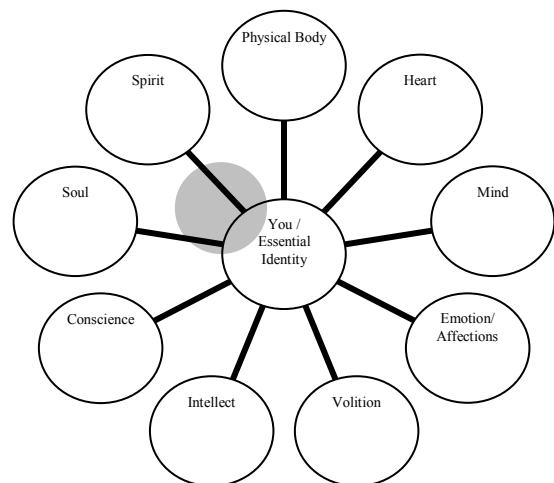 Physical Body
Spirit
Heart
Soul
Mind
You /
Essential
Identity
Conscience
Emotion/
Affections
Intellect
Volition